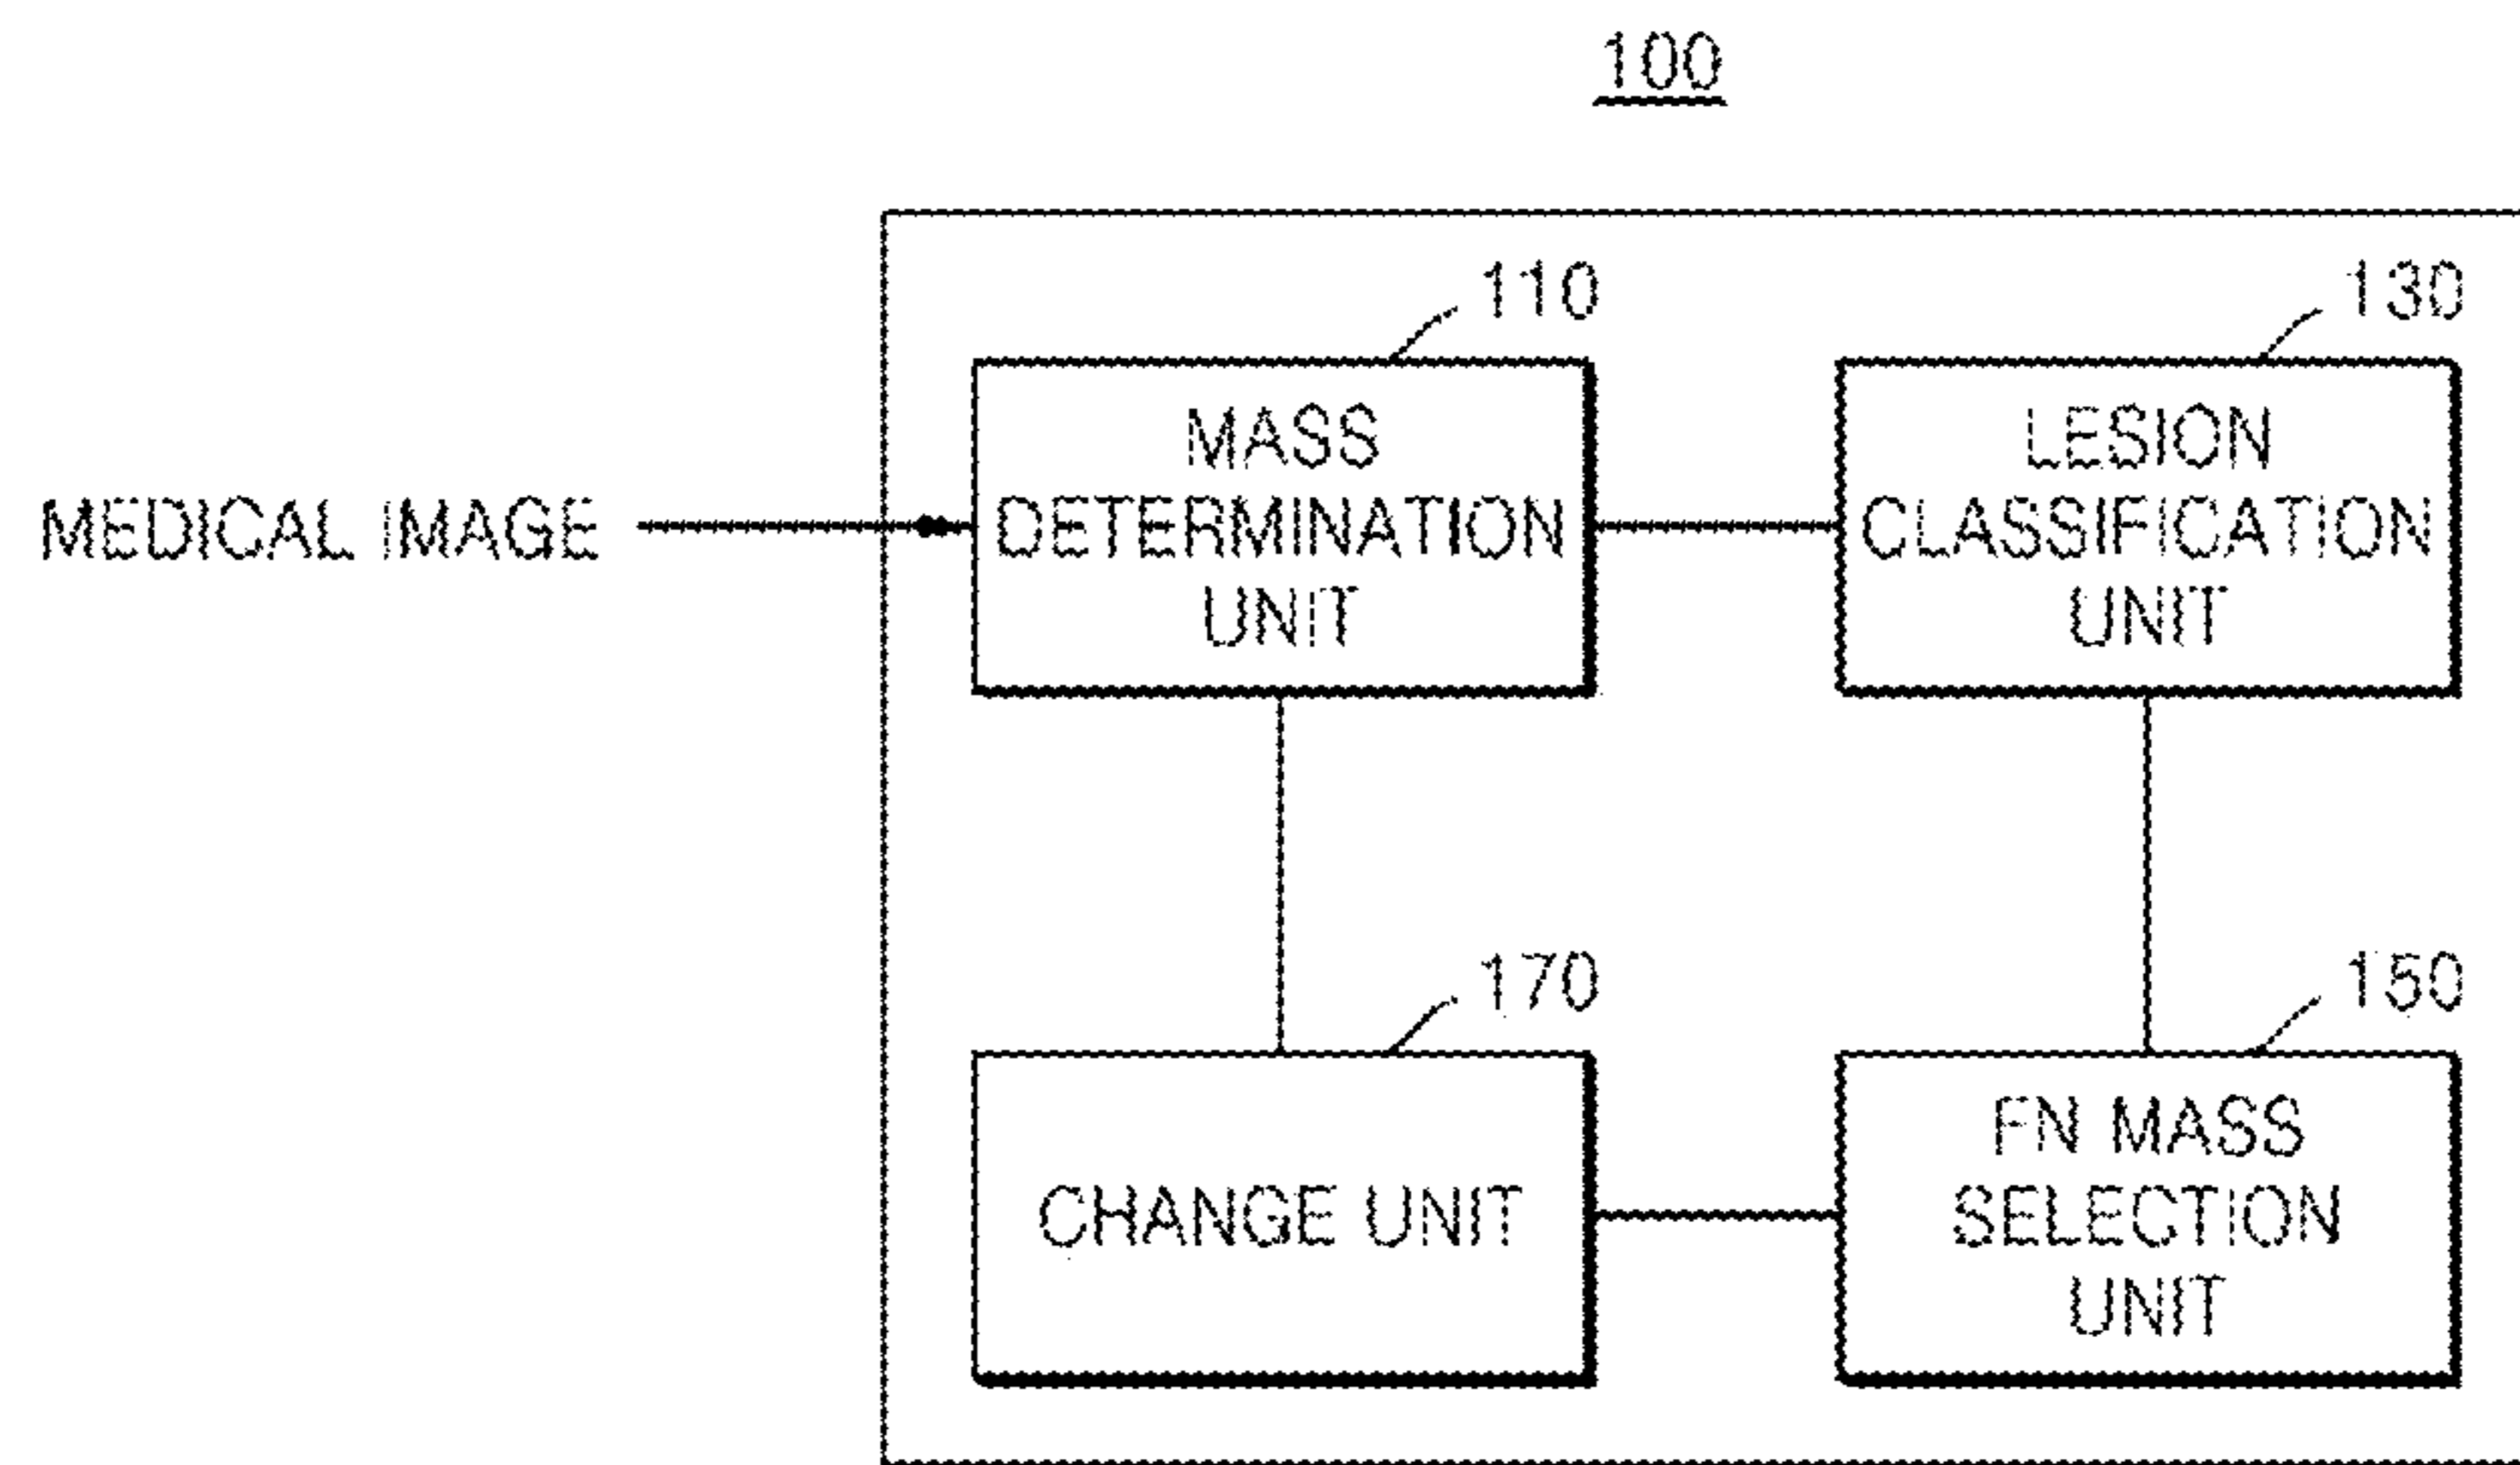 100
110
130
MASS
DETERMINATION
UNIT
LESION
CLASSIFICATION
UNIT
MEDICAL IMAGE
170
150
CHANGE UNIT
FN MASS
SELECTION
UNIT